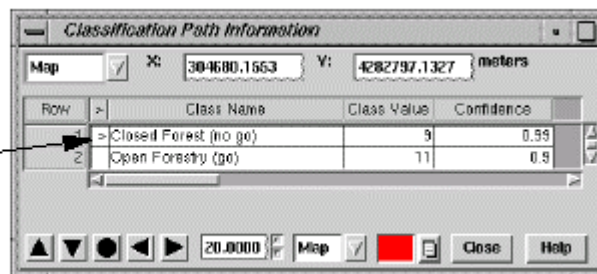 Classification Path Information
Map X: 304680.1553 Y: 4282797.1327 meters
Row > Class Name Class Value Confidence
1 > Closed Forest (no go) 9 0.99
2 Open Forestry (go) 11 0.9
20.0000 Map Close Help